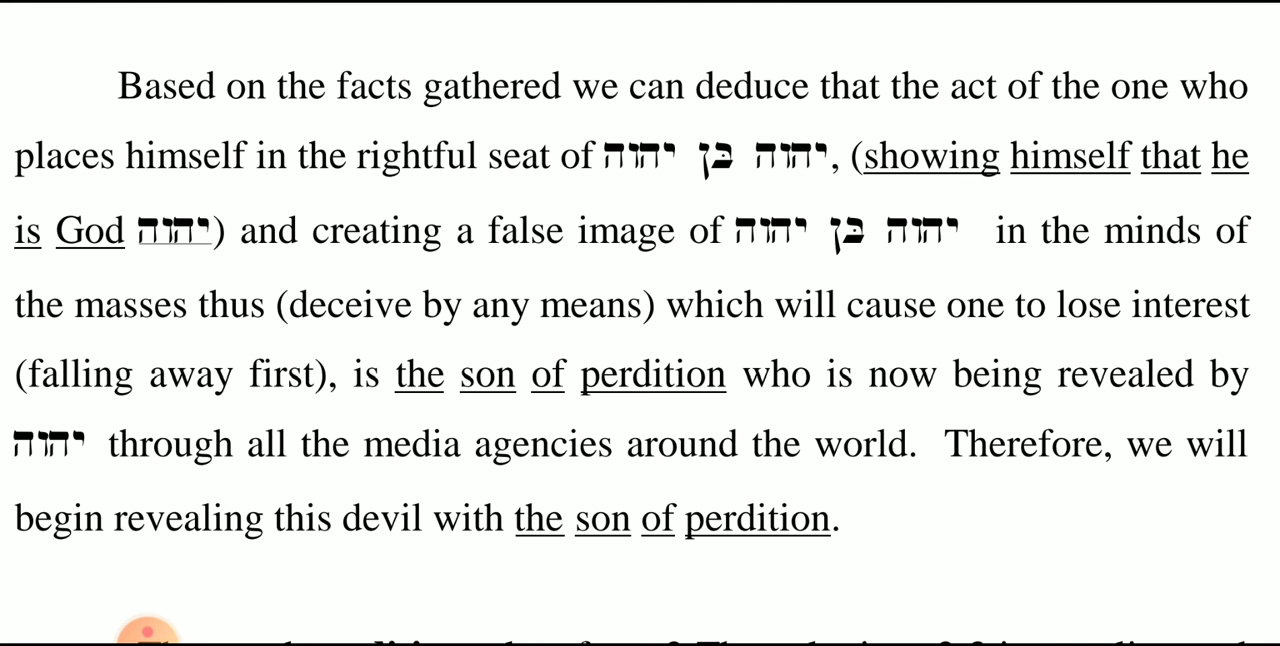 Based on the facts gathered we can deduce that the act of the one who
places himself in the rightful seat of יהוה בן יהוה, (showing himself that he
is God יהוה) and creating a false image of יהוה בן יהוה in the minds of
the masses thus (deceive by any means) which will cause one to lose interest
(falling away first), is the son of perdition who is now being revealed by
יהוה through all the media agencies around the world. Therefore, we will
begin revealing this devil with the son of perdition.